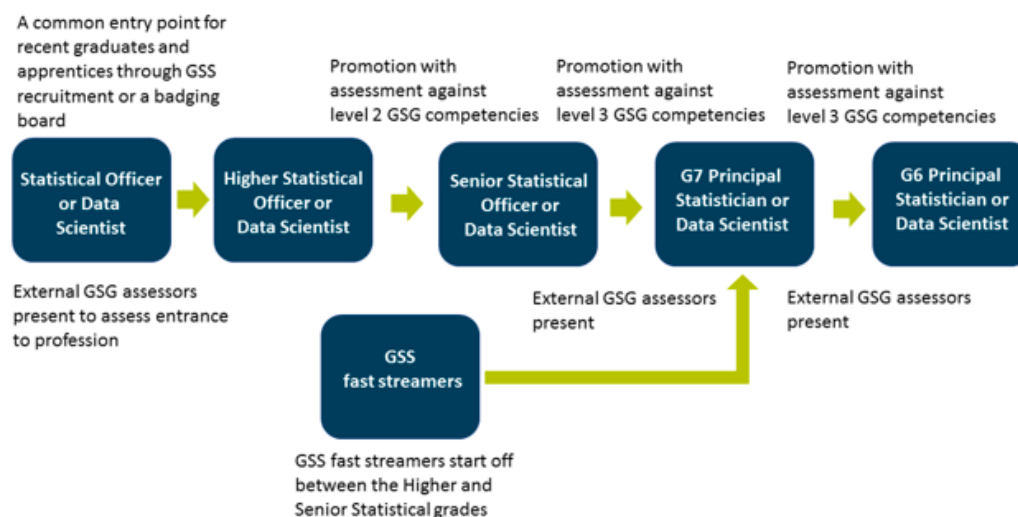 A common entry point for
recent graduates and
apprentices through GSS
recruitment or a badging
board
Promotion with
assessment against
level 2 GSG competencies
Promotion with
assessment against
level 3 GSG competencies
Promotion with
assessment against
level 3 GSG competencies
Statistical Officer
or Data
Scientist
Higher Statistical
Officer or
Data Scientist
Senior Statistical
Officer or
Data Scientist
G7 Principal
Statistician or
Data Scientist
G6 Principal
Statistician or
Data Scientist
External GSG assessors
present to assess entrance
to profession
External GSG assessors
present
External GSG assessors
present
GSS
fast streamers
GSS fast streamers start off
between the Higher and
Senior Statistical grades